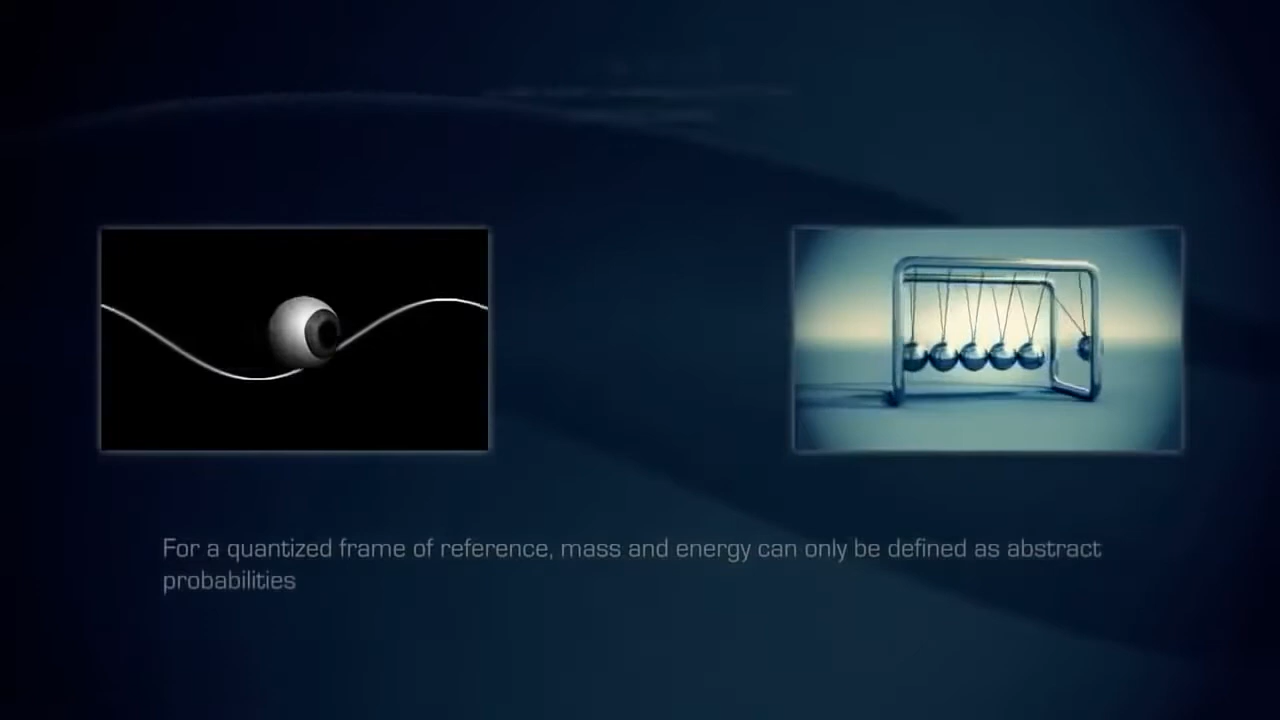 For a quantized frame of reference, mass and energy can only be defined as abstract
probabilities